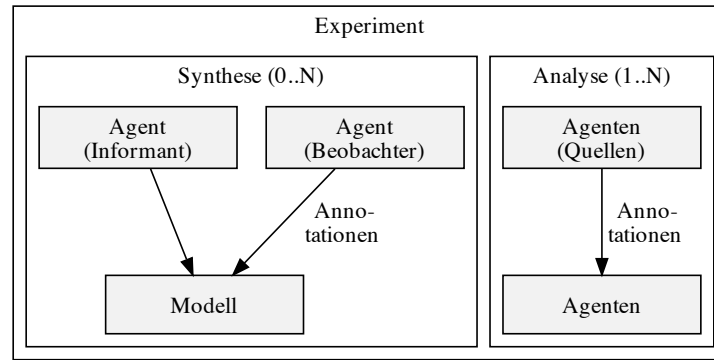 Experiment
Synthese (0..N)
Agent
(Informant)
Agent
(Beobachter)
Anno-
tationen
Modell
Analyse (1..N)
Agenten
(Quellen)
Anno-
tationen
Agenten